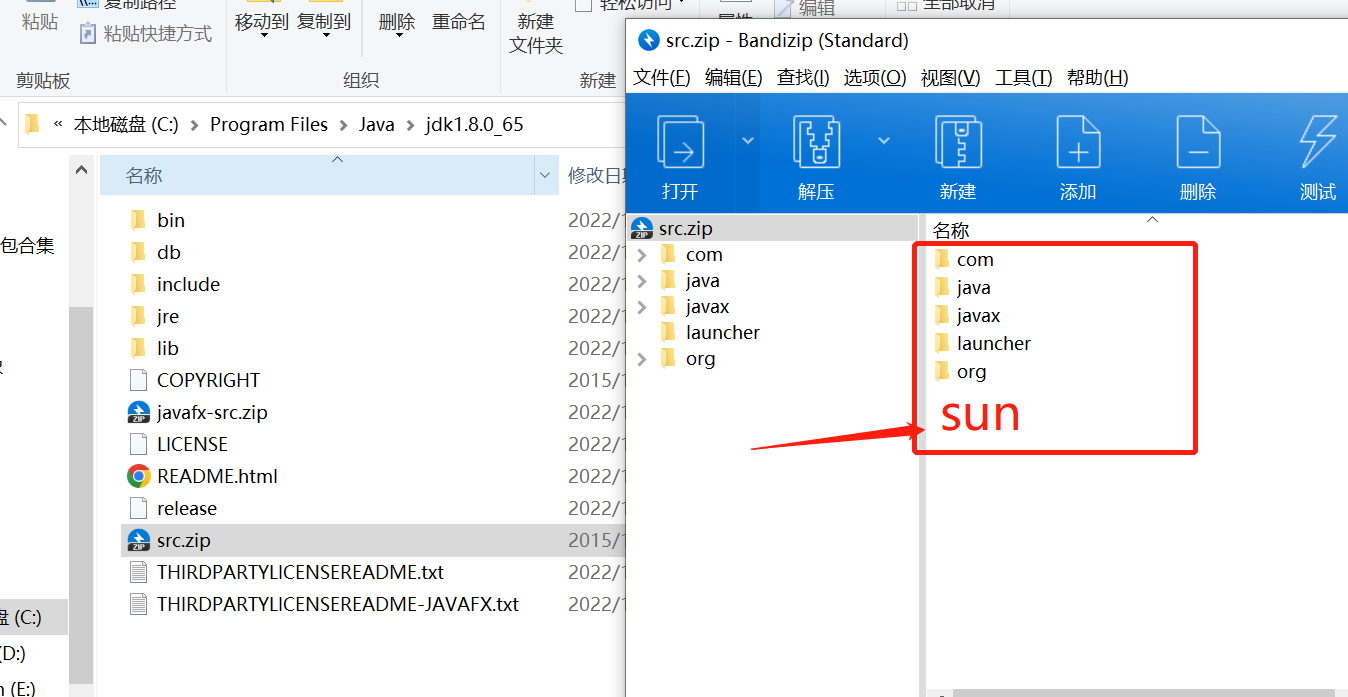 复制路径
粘贴
粘贴快捷方式
剪贴板
移动到
复制到
删除
重命名
组织
新建
文件夹
轻松访问
新建
属性
编辑
全部取消
« 本地磁盘 (C:) > Program Files > Java > jdk1.8.0_65
名称
修改日期
bin
2022/1
db
2022/1
include
2022/1
jre
2022/1
lib
2022/1
COPYRIGHT
2015/1
javafx-src.zip
2022/1
LICENSE
2022/1
README.html
2022/1
release
2022/1
src.zip
2015/1
THIRDPARTYLICENSEREADME.txt
2022/1
THIRDPARTYLICENSEREADME-JAVAFX.txt
2022/1
包合集
盘 (C:)
(D:)
n (E:)
src.zip - Bandizip (Standard)
文件(F) 编辑(E) 查找(I) 选项(O) 视图(V) 工具(T) 帮助(H)
打开
解压
新建
添加
删除
测试
src.zip
com
java
javax
launcher
org
名称
com
java
javax
launcher
org
sun